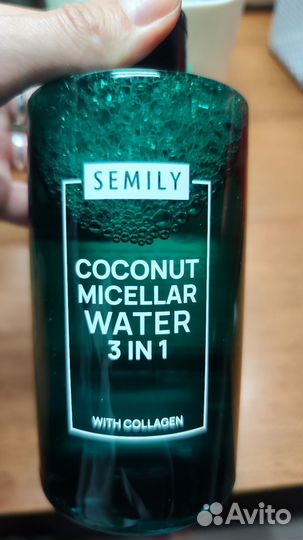 SEMILY
COCONUT
MICELLAR
WATER
3 IN 1
WITH COLLAGEN
Avito